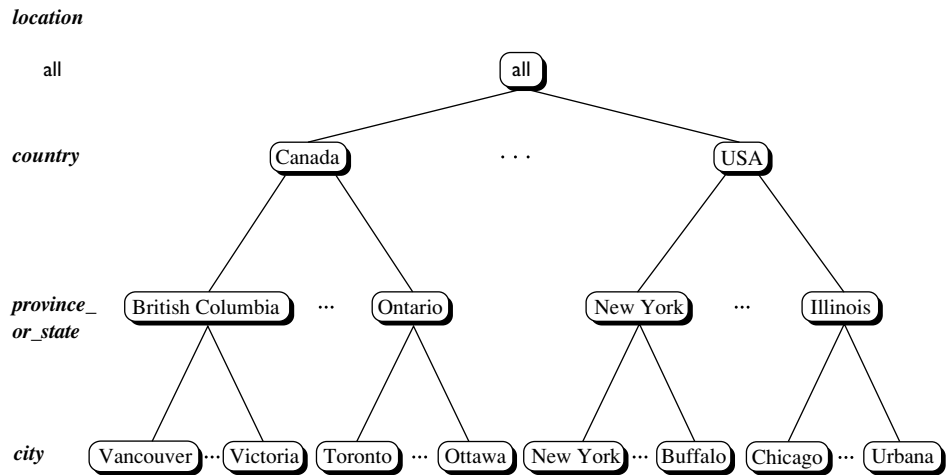 location
all all
country Canada ... USA
province_
or_state British Columbia ... Ontario New York ... Illinois
city Vancouver ... Victoria Toronto ... Ottawa New York ... Buffalo Chicago ... Urbana